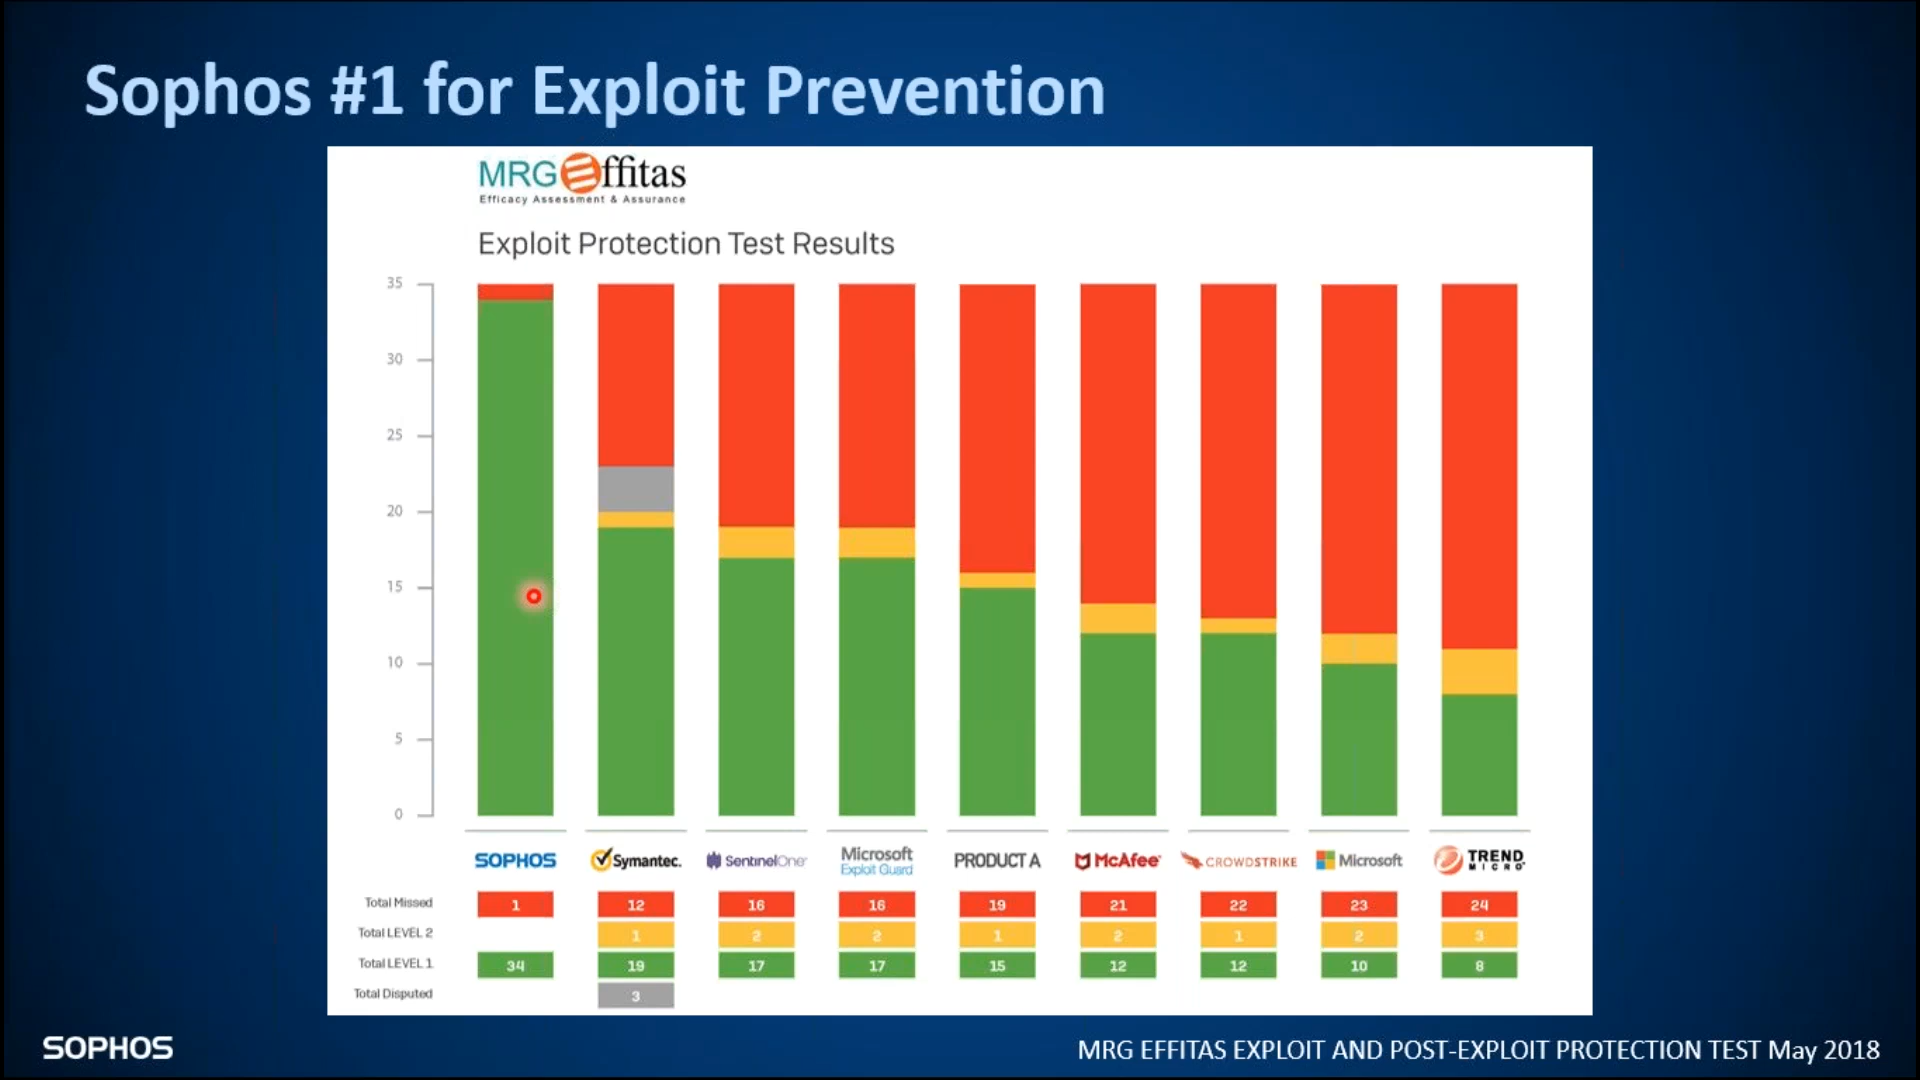 Sophos #1 for Exploit Prevention
MRG Effitas
Efficacy Assessment & Assurance
Exploit Protection Test Results
35
30
25
20
15
10
5
0
SOPHOS Symantec. SentinelOne Microsoft Exploit Guard PRODUCT A McAfee CROWDSTRIKE Microsoft TREND MICRO
Total Missed 1 12 16 16 19 21 22 23 24
Total LEVEL 2 1 2 2 1 2 1 2 3
Total LEVEL 1 34 19 17 17 15 12 12 10 8
Total Disputed 3
SOPHOS
MRG EFFITAS EXPLOIT AND POST-EXPLOIT PROTECTION TEST May 2018